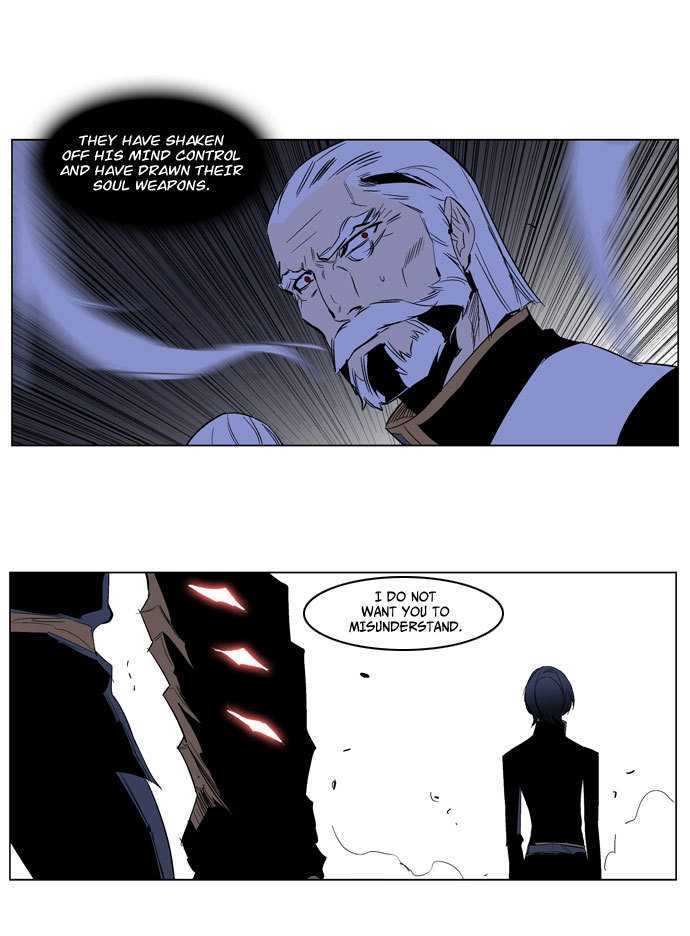 THEY HAVE SHAKEN
OFF HIS MIND CONTROL
AND HAVE DRAWN THEIR
SOUL WEAPONS.
I DO NOT
WANT YOU TO
MISUNDERSTAND.